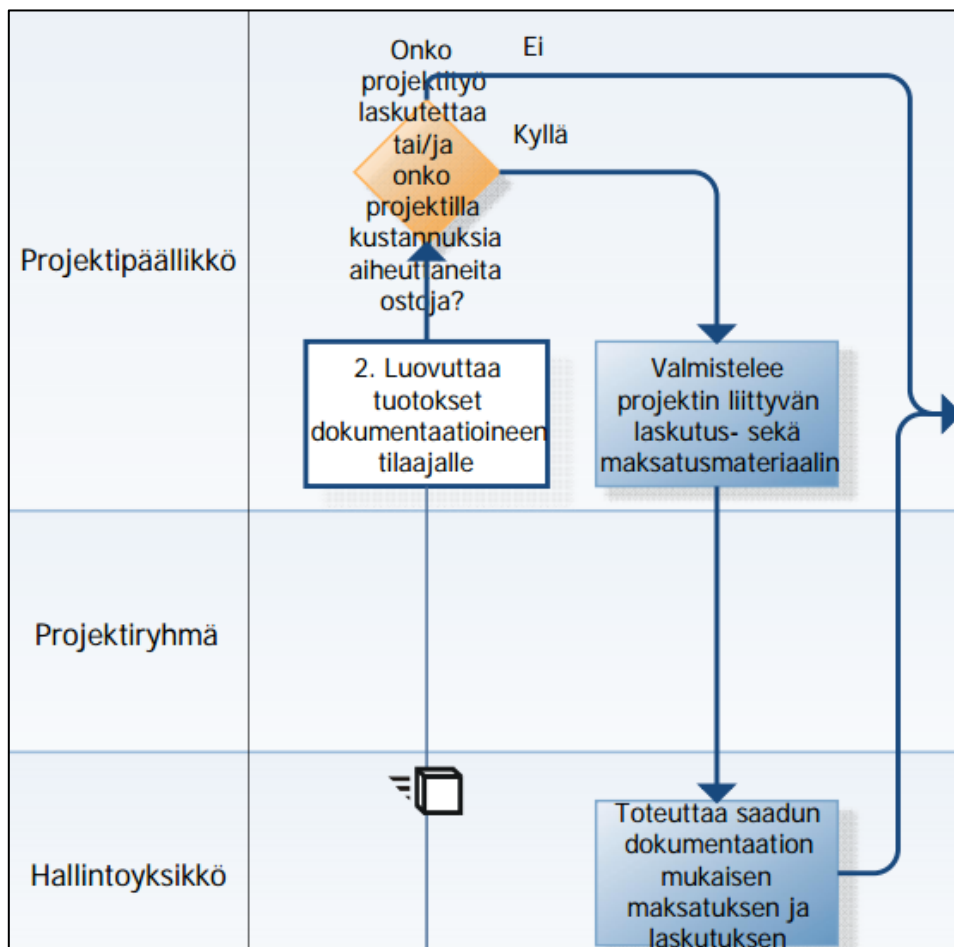 Onko
projektityö
laskutettaa
tai/ja
onko
projektilla
kustannuksia
aiheuttaneita
ostoja?
Ei
Kyllä
Projektipäällikkö
2. Luovuttaa
tuotokset
dokumentaatioineen
tilaajalle
Valmistelee
projektin liittyvän
laskutus- sekä
maksatusmateriaalin
Projektiryhmä
Hallintoyksikkö
Toteuttaa saadun
dokumentaation
mukaisen
maksatuksen ja
laskutuksen